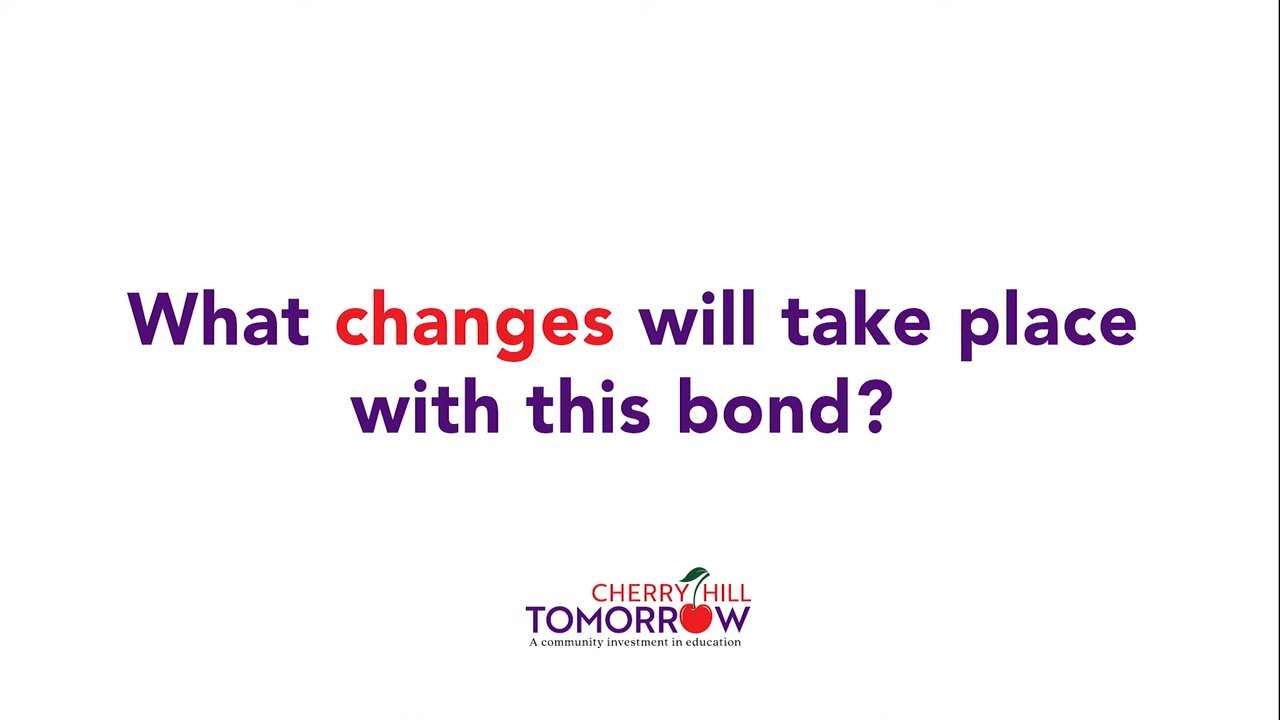 What changes will take place
with this bond?
CHERRY HILL
TOMORROW
A community investment in education